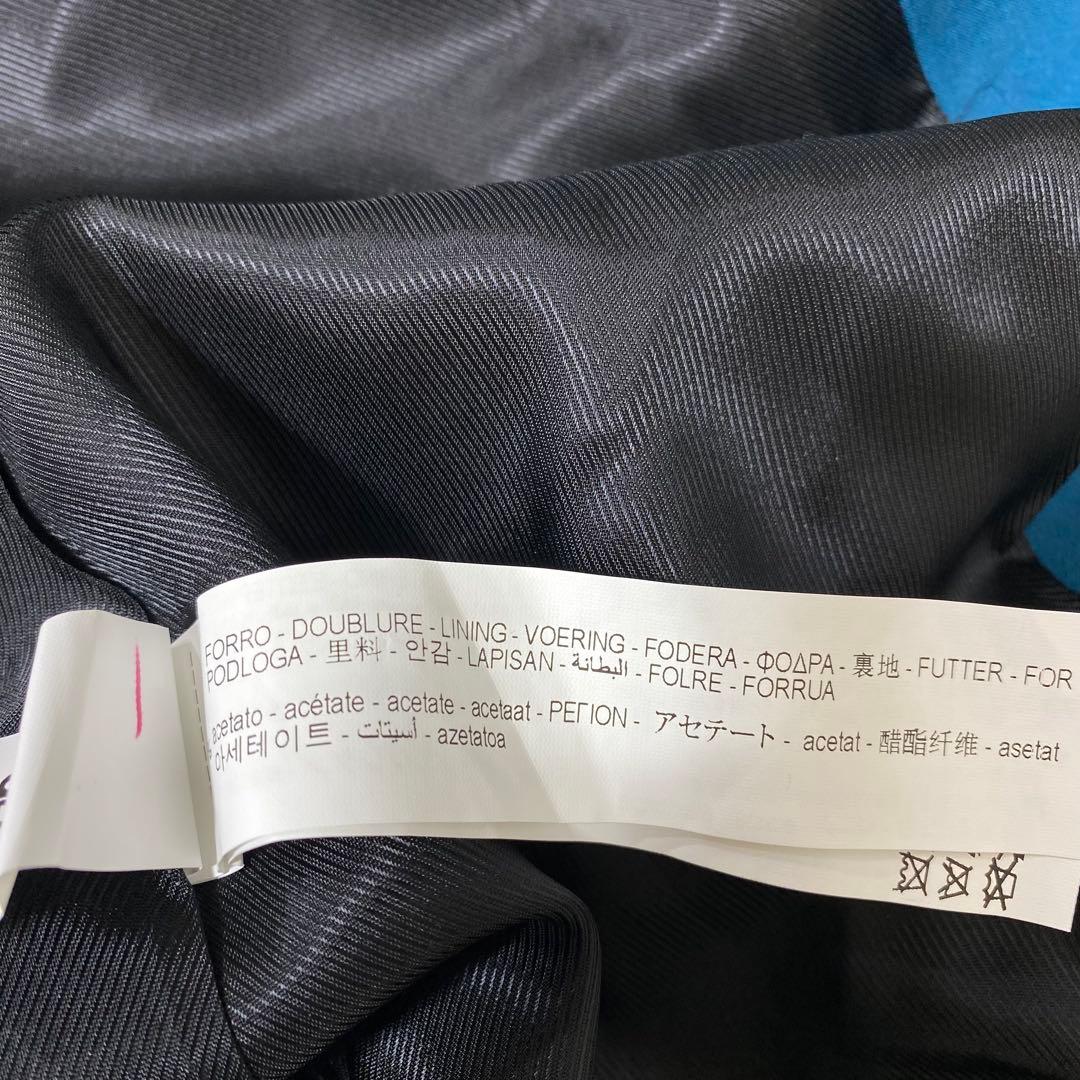 FORRO - DOUBLURE - LINING - VOERING - FODERA - ΦΟΔΡΑ - 裏地 - FUTTER - FOR
PODLOGA - 里料 - 안감 - LAPISAN - البطانة - FOLRE - FORRUA
acetato - acétate - acetate - acetaat - ΡΕΓΙΟΝ - アセテート - acetat - 醋酯纤维 - asetat
아세테이트 - أسيتات - azetatoa